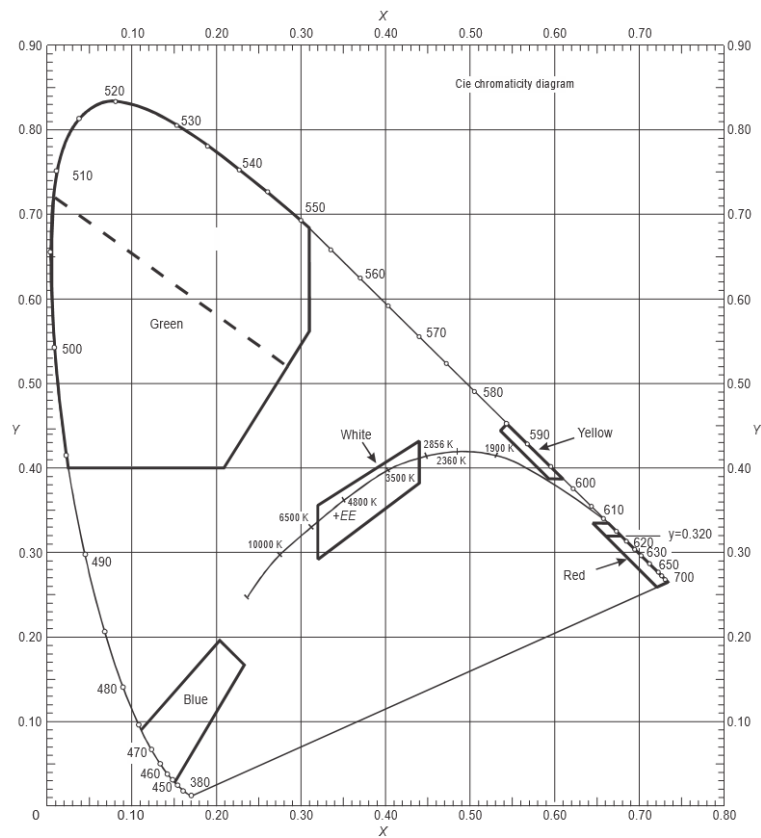 X
0.10 0.20 0.30 0.40 0.50 0.60 0.70
0.90 0.90
Cie chromaticity diagram
520
530
0.80 0.80
540
510
550
0.70 0.70
560
0.60 0.60
570
Green
500
0.50 0.50
580
Y Y
White 2856 K 590 Yellow
1900 K
2360 K
0.40 0.40
3500 K 600
4800 K
610
6500 K +EE
y=0.320
10000 K 620
0.30 630 0.30
490 650
Red 700
0.20 0.20
480
Blue
0.10 0.10
470
460
450 380
0 0.10 0.20 0.30 0.40 0.50 0.60 0.70 0.80
X